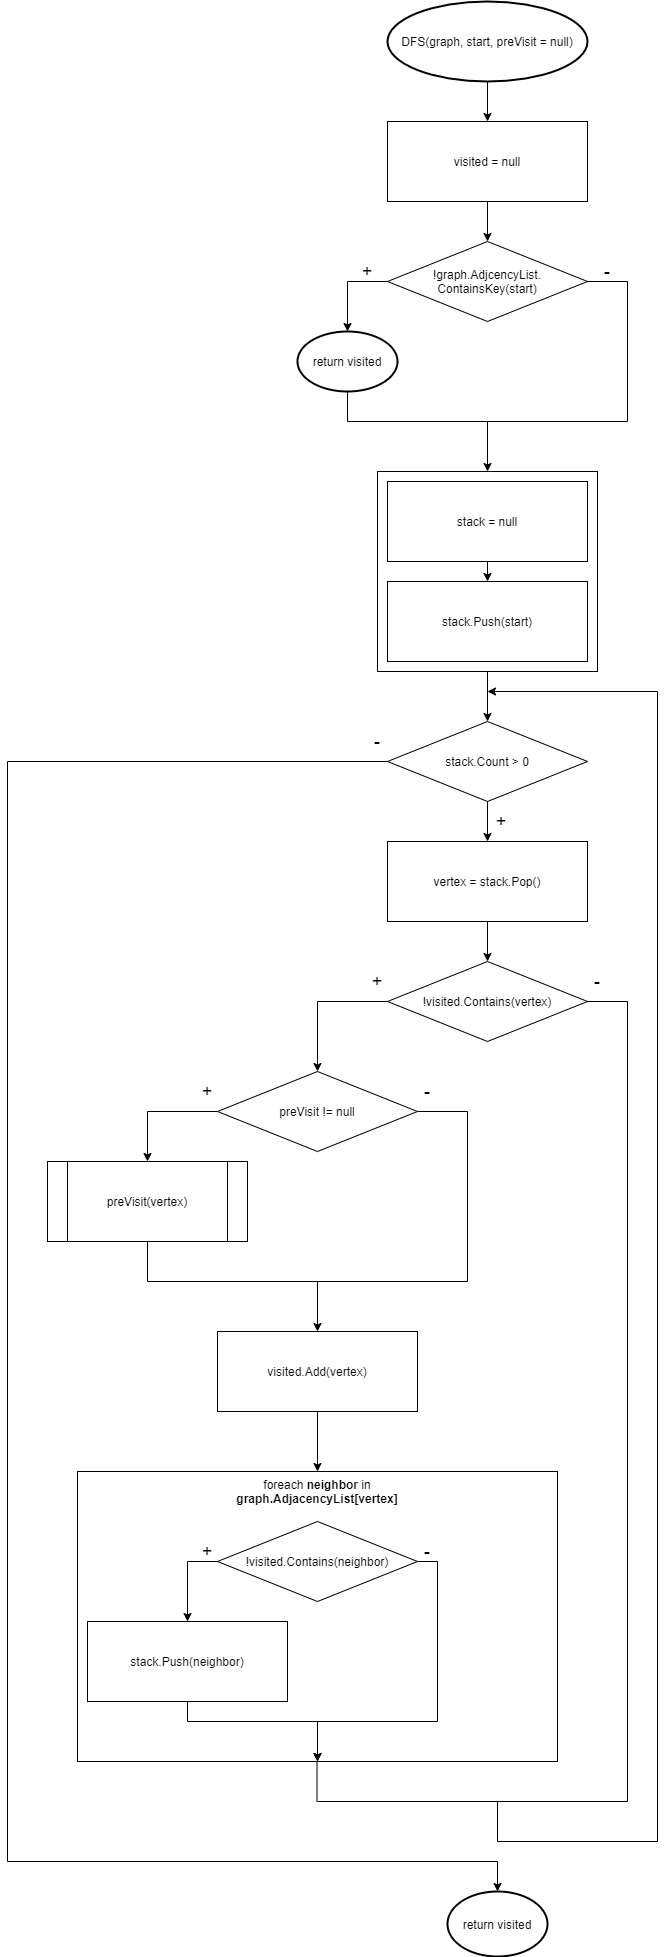 DFS(graph, start, preVisit = null)
visited = null
!graph.AdjcencyList.
ContainsKey(start)
+
-
return visited
stack = null
stack.Push(start)
stack.Count > 0
-
+
vertex = stack.Pop()
!visited.Contains(vertex)
+
-
preVisit != null
+
-
preVisit(vertex)
visited.Add(vertex)
foreach neighbor in
graph.AdjacencyList[vertex]
!visited.Contains(neighbor)
+
-
stack.Push(neighbor)
return visited